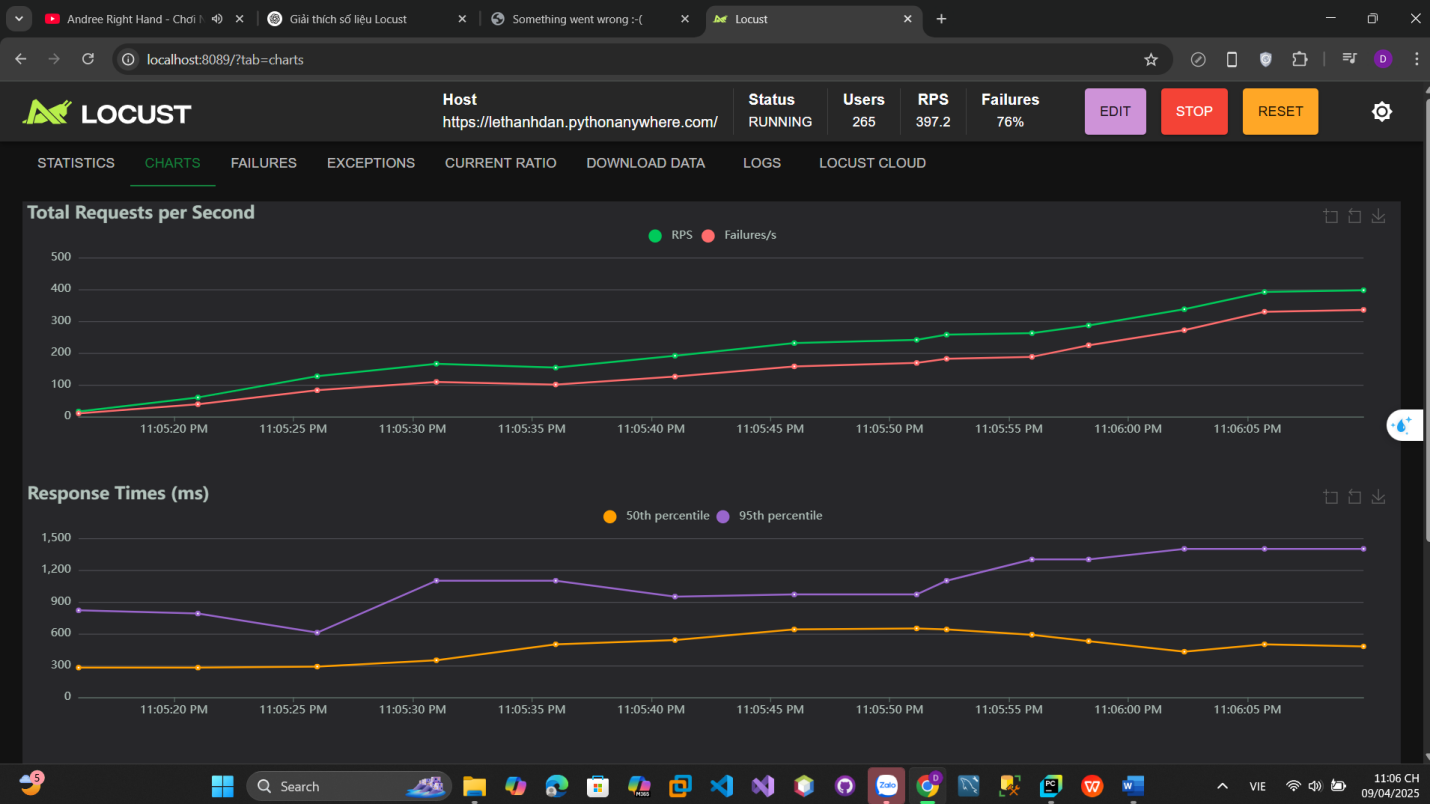 Andree Right Hand - Chơi N
Giải thích số liệu Locust
Something went wrong :-(
Locust
localhost:8089/?tab=charts
D
LOCUST
Host
https://lethanhdan.pythonanywhere.com/
Status
RUNNING
Users
265
RPS
397.2
Failures
76%
EDIT
STOP
RESET
STATISTICS
CHARTS
FAILURES
EXCEPTIONS
CURRENT RATIO
DOWNLOAD DATA
LOGS
LOCUST CLOUD
Total Requests per Second
RPS
Failures/s
500
400
300
200
100
0
11:05:20 PM
11:05:25 PM
11:05:30 PM
11:05:35 PM
11:05:40 PM
11:05:45 PM
11:05:50 PM
11:05:55 PM
11:06:00 PM
11:06:05 PM
Response Times (ms)
50th percentile
95th percentile
1,500
1,200
900
600
300
0
11:05:20 PM
11:05:25 PM
11:05:30 PM
11:05:35 PM
11:05:40 PM
11:05:45 PM
11:05:50 PM
11:05:55 PM
11:06:00 PM
11:06:05 PM
5
Search
M365
Zalo
D
PC
W
W
VIE
11:06 CH
09/04/2025